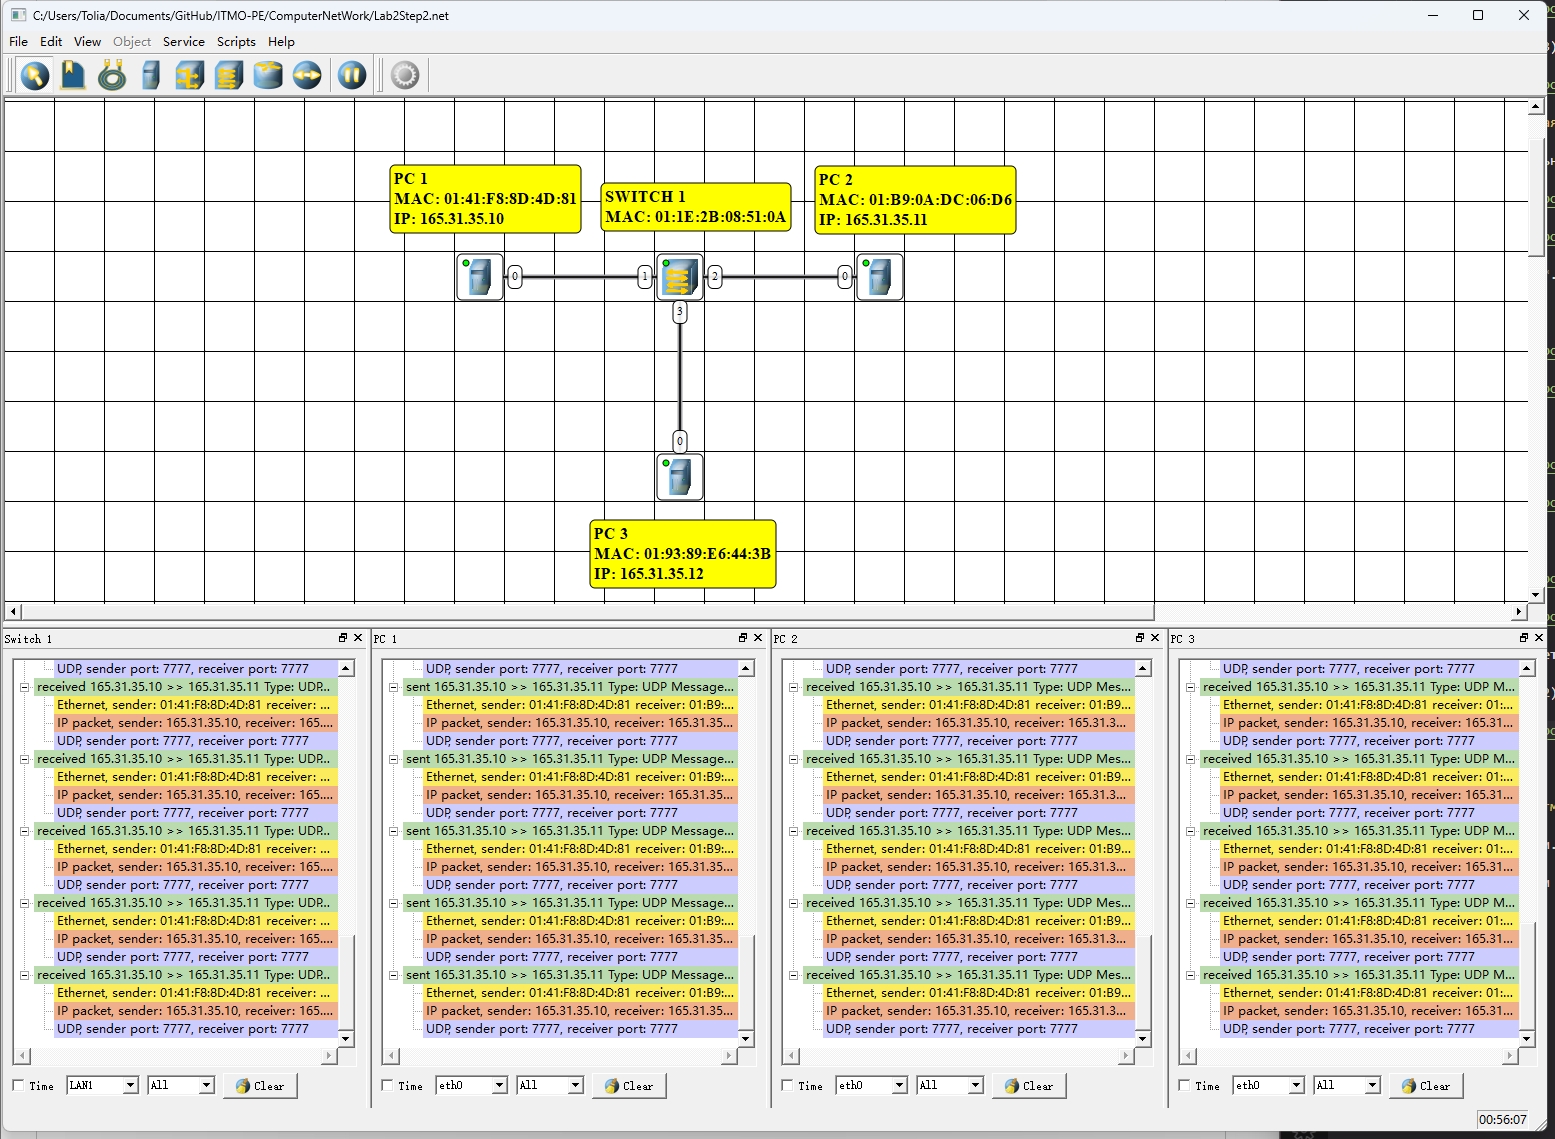 C:/Users/Tolia/Documents/GitHub/ITMO-PE/ComputerNetWork/Lab2Step2.net
File Edit View Object Service Scripts Help
PC 1
MAC: 01:41:F8:8D:4D:81
IP: 165.31.35.10
SWITCH 1
MAC: 01:1E:2B:08:51:0A
PC 2
MAC: 01:B9:0A:DC:06:D6
IP: 165.31.35.11
0 1 2 0
3
0
PC 3
MAC: 01:93:89:E6:44:3B
IP: 165.31.35.12
Switch 1
UDP, sender port: 7777, receiver port: 7777
received 165.31.35.10 >> 165.31.35.11 Type: UDP...
Ethernet, sender: 01:41:F8:8D:4D:81 receiver: ...
IP packet, sender: 165.31.35.10, receiver: 165....
UDP, sender port: 7777, receiver port: 7777
received 165.31.35.10 >> 165.31.35.11 Type: UDP...
Ethernet, sender: 01:41:F8:8D:4D:81 receiver: ...
IP packet, sender: 165.31.35.10, receiver: 165....
UDP, sender port: 7777, receiver port: 7777
received 165.31.35.10 >> 165.31.35.11 Type: UDP...
Ethernet, sender: 01:41:F8:8D:4D:81 receiver: ...
IP packet, sender: 165.31.35.10, receiver: 165....
UDP, sender port: 7777, receiver port: 7777
received 165.31.35.10 >> 165.31.35.11 Type: UDP...
Ethernet, sender: 01:41:F8:8D:4D:81 receiver: ...
IP packet, sender: 165.31.35.10, receiver: 165....
UDP, sender port: 7777, receiver port: 7777
received 165.31.35.10 >> 165.31.35.11 Type: UDP...
Ethernet, sender: 01:41:F8:8D:4D:81 receiver: ...
IP packet, sender: 165.31.35.10, receiver: 165....
UDP, sender port: 7777, receiver port: 7777
Time LAN1 All Clear
PC 1
UDP, sender port: 7777, receiver port: 7777
sent 165.31.35.10 >> 165.31.35.11 Type: UDP Message...
Ethernet, sender: 01:41:F8:8D:4D:81 receiver: 01:B9:...
IP packet, sender: 165.31.35.10, receiver: 165.31.35...
UDP, sender port: 7777, receiver port: 7777
sent 165.31.35.10 >> 165.31.35.11 Type: UDP Message...
Ethernet, sender: 01:41:F8:8D:4D:81 receiver: 01:B9:...
IP packet, sender: 165.31.35.10, receiver: 165.31.35...
UDP, sender port: 7777, receiver port: 7777
sent 165.31.35.10 >> 165.31.35.11 Type: UDP Message...
Ethernet, sender: 01:41:F8:8D:4D:81 receiver: 01:B9:...
IP packet, sender: 165.31.35.10, receiver: 165.31.35...
UDP, sender port: 7777, receiver port: 7777
sent 165.31.35.10 >> 165.31.35.11 Type: UDP Message...
Ethernet, sender: 01:41:F8:8D:4D:81 receiver: 01:B9:...
IP packet, sender: 165.31.35.10, receiver: 165.31.35...
UDP, sender port: 7777, receiver port: 7777
sent 165.31.35.10 >> 165.31.35.11 Type: UDP Message...
Ethernet, sender: 01:41:F8:8D:4D:81 receiver: 01:B9:...
IP packet, sender: 165.31.35.10, receiver: 165.31.35...
UDP, sender port: 7777, receiver port: 7777
Time eth0 All Clear
PC 2
UDP, sender port: 7777, receiver port: 7777
received 165.31.35.10 >> 165.31.35.11 Type: UDP Mes...
Ethernet, sender: 01:41:F8:8D:4D:81 receiver: 01:B9...
IP packet, sender: 165.31.35.10, receiver: 165.31.3...
UDP, sender port: 7777, receiver port: 7777
received 165.31.35.10 >> 165.31.35.11 Type: UDP Mes...
Ethernet, sender: 01:41:F8:8D:4D:81 receiver: 01:B9...
IP packet, sender: 165.31.35.10, receiver: 165.31.3...
UDP, sender port: 7777, receiver port: 7777
received 165.31.35.10 >> 165.31.35.11 Type: UDP Mes...
Ethernet, sender: 01:41:F8:8D:4D:81 receiver: 01:B9...
IP packet, sender: 165.31.35.10, receiver: 165.31.3...
UDP, sender port: 7777, receiver port: 7777
received 165.31.35.10 >> 165.31.35.11 Type: UDP Mes...
Ethernet, sender: 01:41:F8:8D:4D:81 receiver: 01:B9...
IP packet, sender: 165.31.35.10, receiver: 165.31.3...
UDP, sender port: 7777, receiver port: 7777
received 165.31.35.10 >> 165.31.35.11 Type: UDP Mes...
Ethernet, sender: 01:41:F8:8D:4D:81 receiver: 01:B9...
IP packet, sender: 165.31.35.10, receiver: 165.31.3...
UDP, sender port: 7777, receiver port: 7777
Time eth0 All Clear
PC 3
UDP, sender port: 7777, receiver port: 7777
received 165.31.35.10 >> 165.31.35.11 Type: UDP M...
Ethernet, sender: 01:41:F8:8D:4D:81 receiver: 01:...
IP packet, sender: 165.31.35.10, receiver: 165.31...
UDP, sender port: 7777, receiver port: 7777
received 165.31.35.10 >> 165.31.35.11 Type: UDP M...
Ethernet, sender: 01:41:F8:8D:4D:81 receiver: 01:...
IP packet, sender: 165.31.35.10, receiver: 165.31...
UDP, sender port: 7777, receiver port: 7777
received 165.31.35.10 >> 165.31.35.11 Type: UDP M...
Ethernet, sender: 01:41:F8:8D:4D:81 receiver: 01:...
IP packet, sender: 165.31.35.10, receiver: 165.31...
UDP, sender port: 7777, receiver port: 7777
received 165.31.35.10 >> 165.31.35.11 Type: UDP M...
Ethernet, sender: 01:41:F8:8D:4D:81 receiver: 01:...
IP packet, sender: 165.31.35.10, receiver: 165.31...
UDP, sender port: 7777, receiver port: 7777
received 165.31.35.10 >> 165.31.35.11 Type: UDP M...
Ethernet, sender: 01:41:F8:8D:4D:81 receiver: 01:...
IP packet, sender: 165.31.35.10, receiver: 165.31...
UDP, sender port: 7777, receiver port: 7777
Time eth0 All Clear
00:56:07